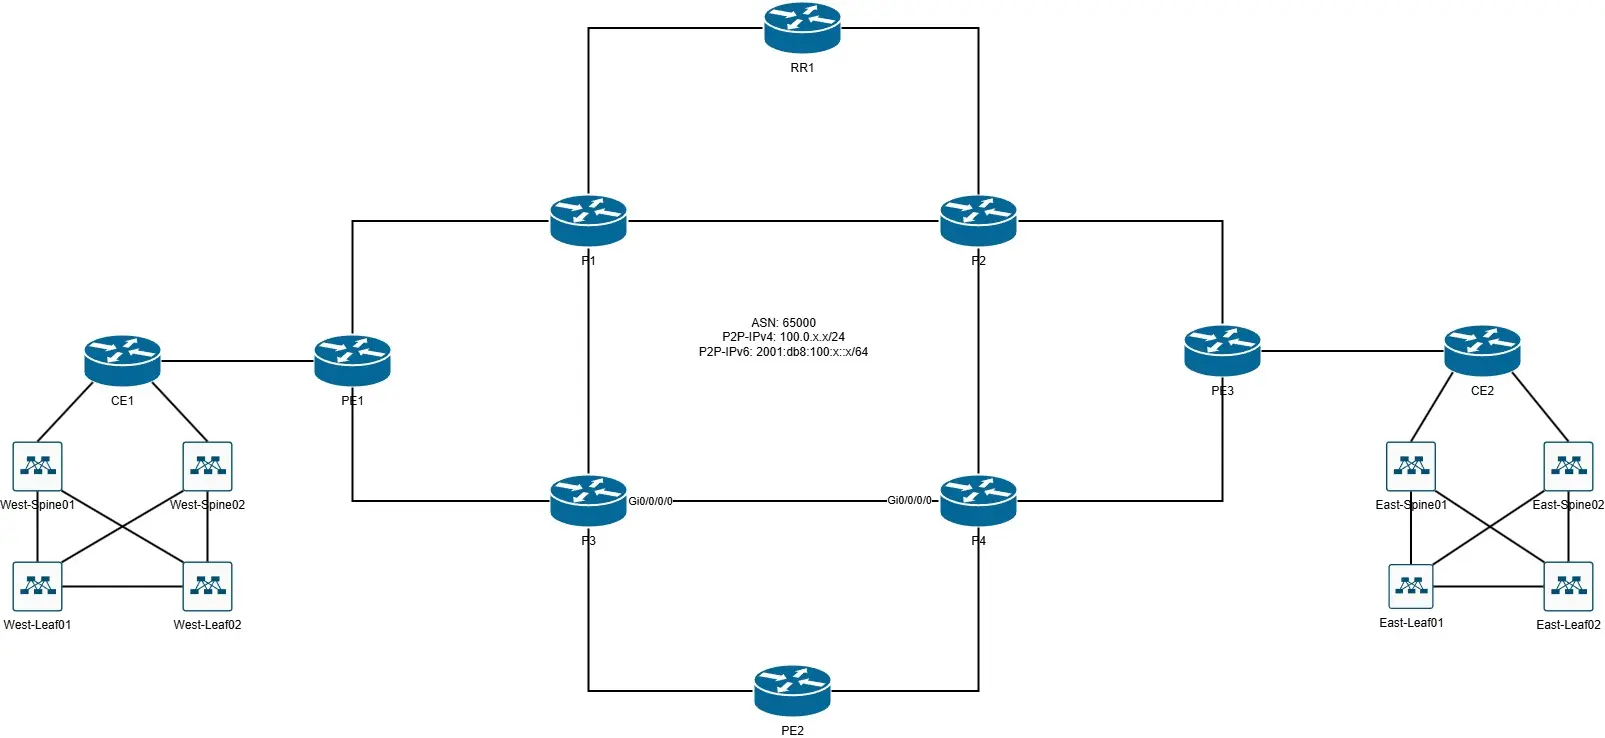 RR1
P1
P2
ASN: 65000
P2P-IPv4: 100.0.x.x/24
P2P-IPv6: 2001:db8:100:x::x/64
CE1
PE1
PE3
CE2
West-Spine01
West-Spine02
Gi0/0/0/0
Gi0/0/0/0
East-Spine01
East-Spine02
P3
P4
West-Leaf01
West-Leaf02
East-Leaf01
East-Leaf02
PE2